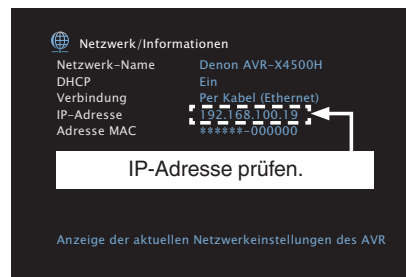 Netzwerk/Informationen
Netzwerk-Name Denon AVR-X4500H
DHCP Ein
Verbindung Per Kabel (Ethernet)
IP-Adresse 192.168.100.19
Adresse MAC ******-000000
IP-Adresse prüfen.
Anzeige der aktuellen Netzwerkeinstellungen des AVR